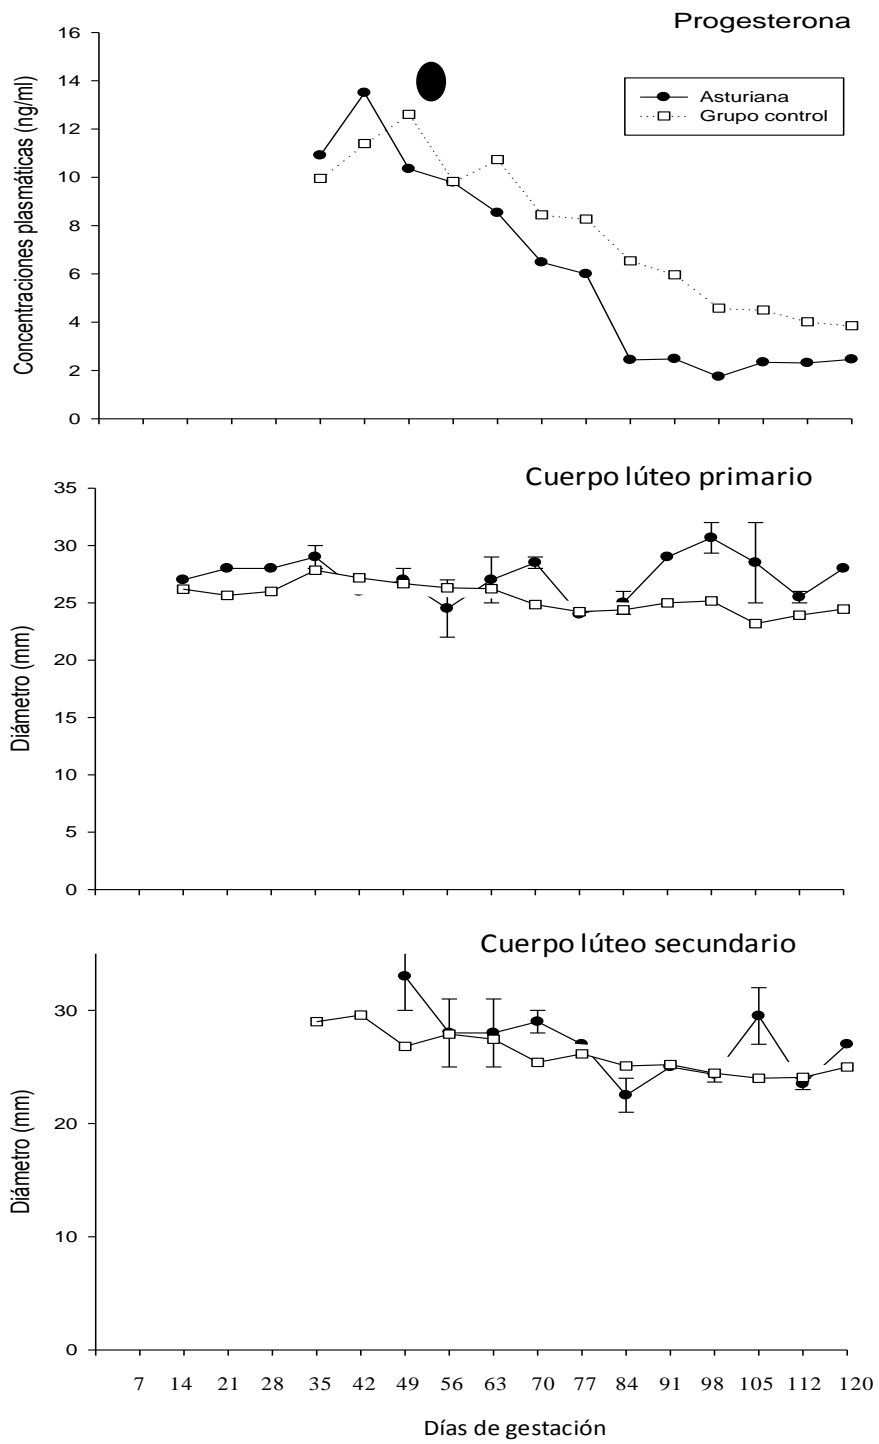 Progesterona
16
14
12
10
8
6
4
2
0
Concentraciones plasmáticas (ng/ml)
Asturiana
Grupo control
Cuerpo lúteo primario
35
30
25
20
15
10
5
0
Diámetro (mm)
Cuerpo lúteo secundario
30
20
10
0
Diámetro (mm)
7 14 21 28 35 42 49 56 63 70 77 84 91 98 105 112 120
Días de gestación